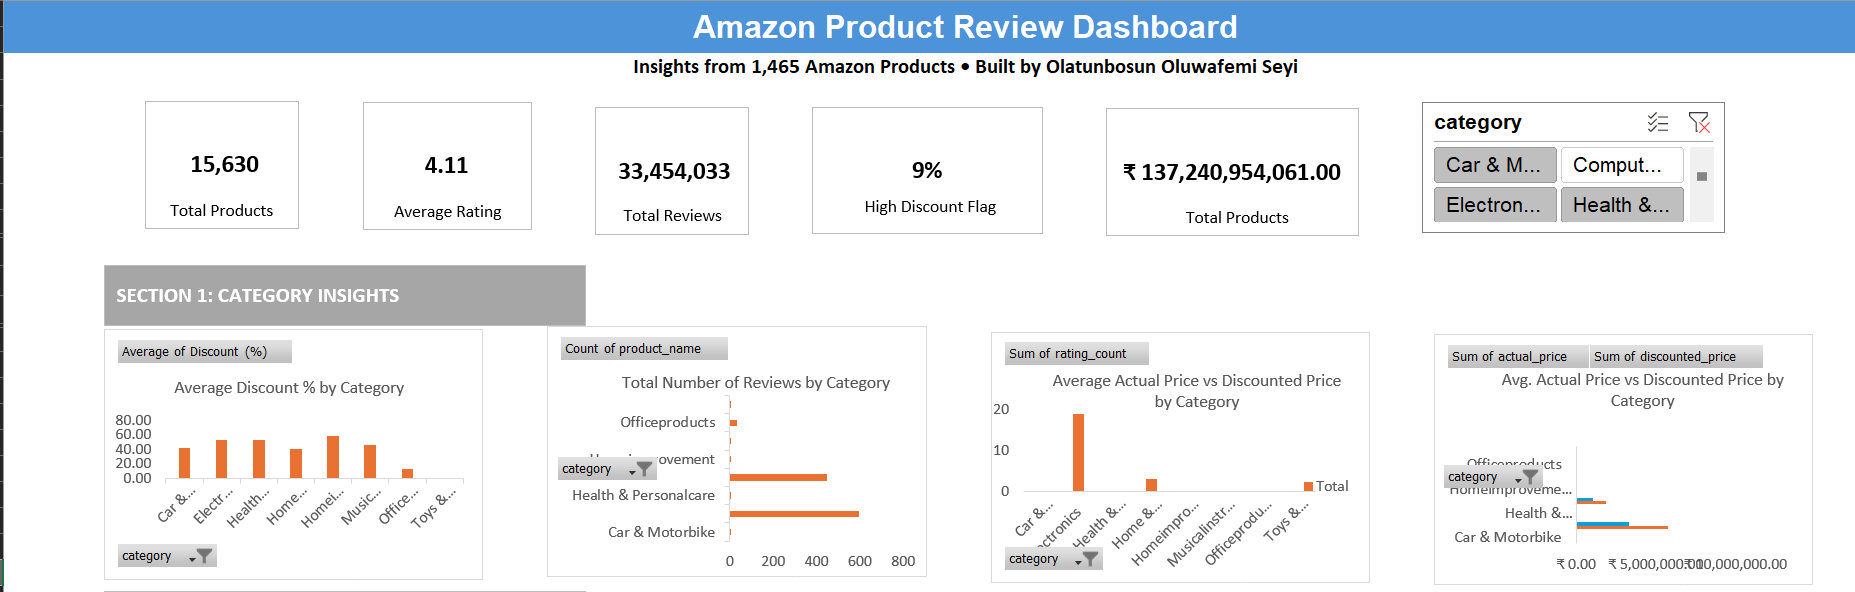 Amazon Product Review Dashboard
Insights from 1,465 Amazon Products • Built by Olatunbosun Oluwafemi Seyi
15,630
Total Products
4.11
Average Rating
33,454,033
Total Reviews
9%
High Discount Flag
₹ 137,240,954,061.00
Total Products
category
Car & M...
Comput...
Electron...
Health &...
SECTION 1: CATEGORY INSIGHTS
Average of Discount (%)
Average Discount % by Category
80.00
60.00
40.00
20.00
0.00
Car &...
Electr...
Health...
Home...
Homei...
Music...
Office...
Toys &...
category
Count of product_name
Total Number of Reviews by Category
Officeproducts
category
Health & Personalcare
Car & Motorbike
0 200 400 600 800
Sum of rating_count
Average Actual Price vs Discounted Price
by Category
20
10
0
Total
Car &...
Health &...
Home &...
Homeimpro...
Musicalinstr...
Officeprodu...
Toys &...
category
Sum of actual_price Sum of discounted_price
Avg. Actual Price vs Discounted Price by
Category
Officeproducts
category
Homeimproveme...
Health &...
Car & Motorbike
₹ 0.00 ₹ 5,000,000.00 ₹ 10,000,000.00